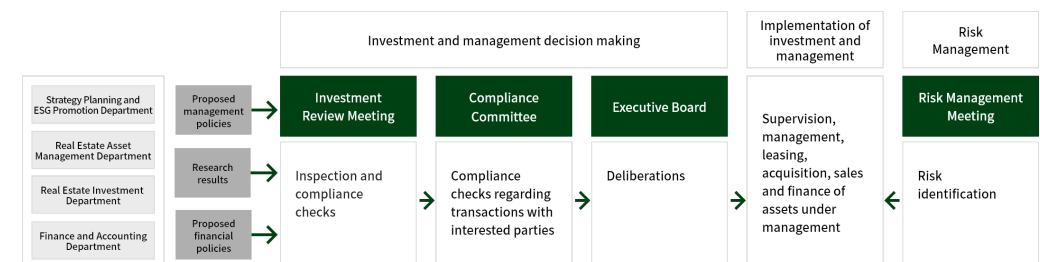 Investment and management decision making
Implementation of
investment and
management
Risk
Management
Strategy Planning and
ESG Promotion Department
Real Estate Asset
Management Department
Real Estate Investment
Department
Finance and Accounting
Department
Proposed
management
policies
Research
results
Proposed
financial
policies
Investment
Review Meeting
Inspection and
compliance
checks
Compliance
Committee
Compliance
checks regarding
transactions with
interested parties
Executive Board
Deliberations
Supervision,
management,
leasing,
acquisition, sales
and finance of
assets under
management
Risk Management
Meeting
Risk
identification